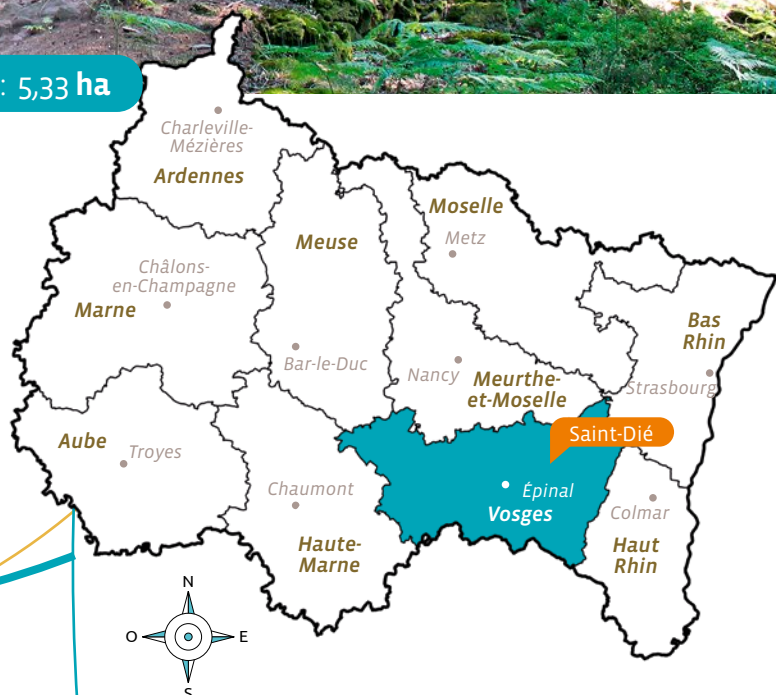 : 5,33 ha
Charleville-
Mézières
Ardennes
Moselle
Metz
Meuse
Châlons-
en-Champagne
Marne
Bas
Rhin
Bar-le-Duc
Nancy
Meurthe-
et-Moselle
Strasbourg
Saint-Dié
Aube
Troyes
Chaumont
Épinal
Vosges
Colmar
Haute-
Marne
Haut
Rhin
N
O
E
S